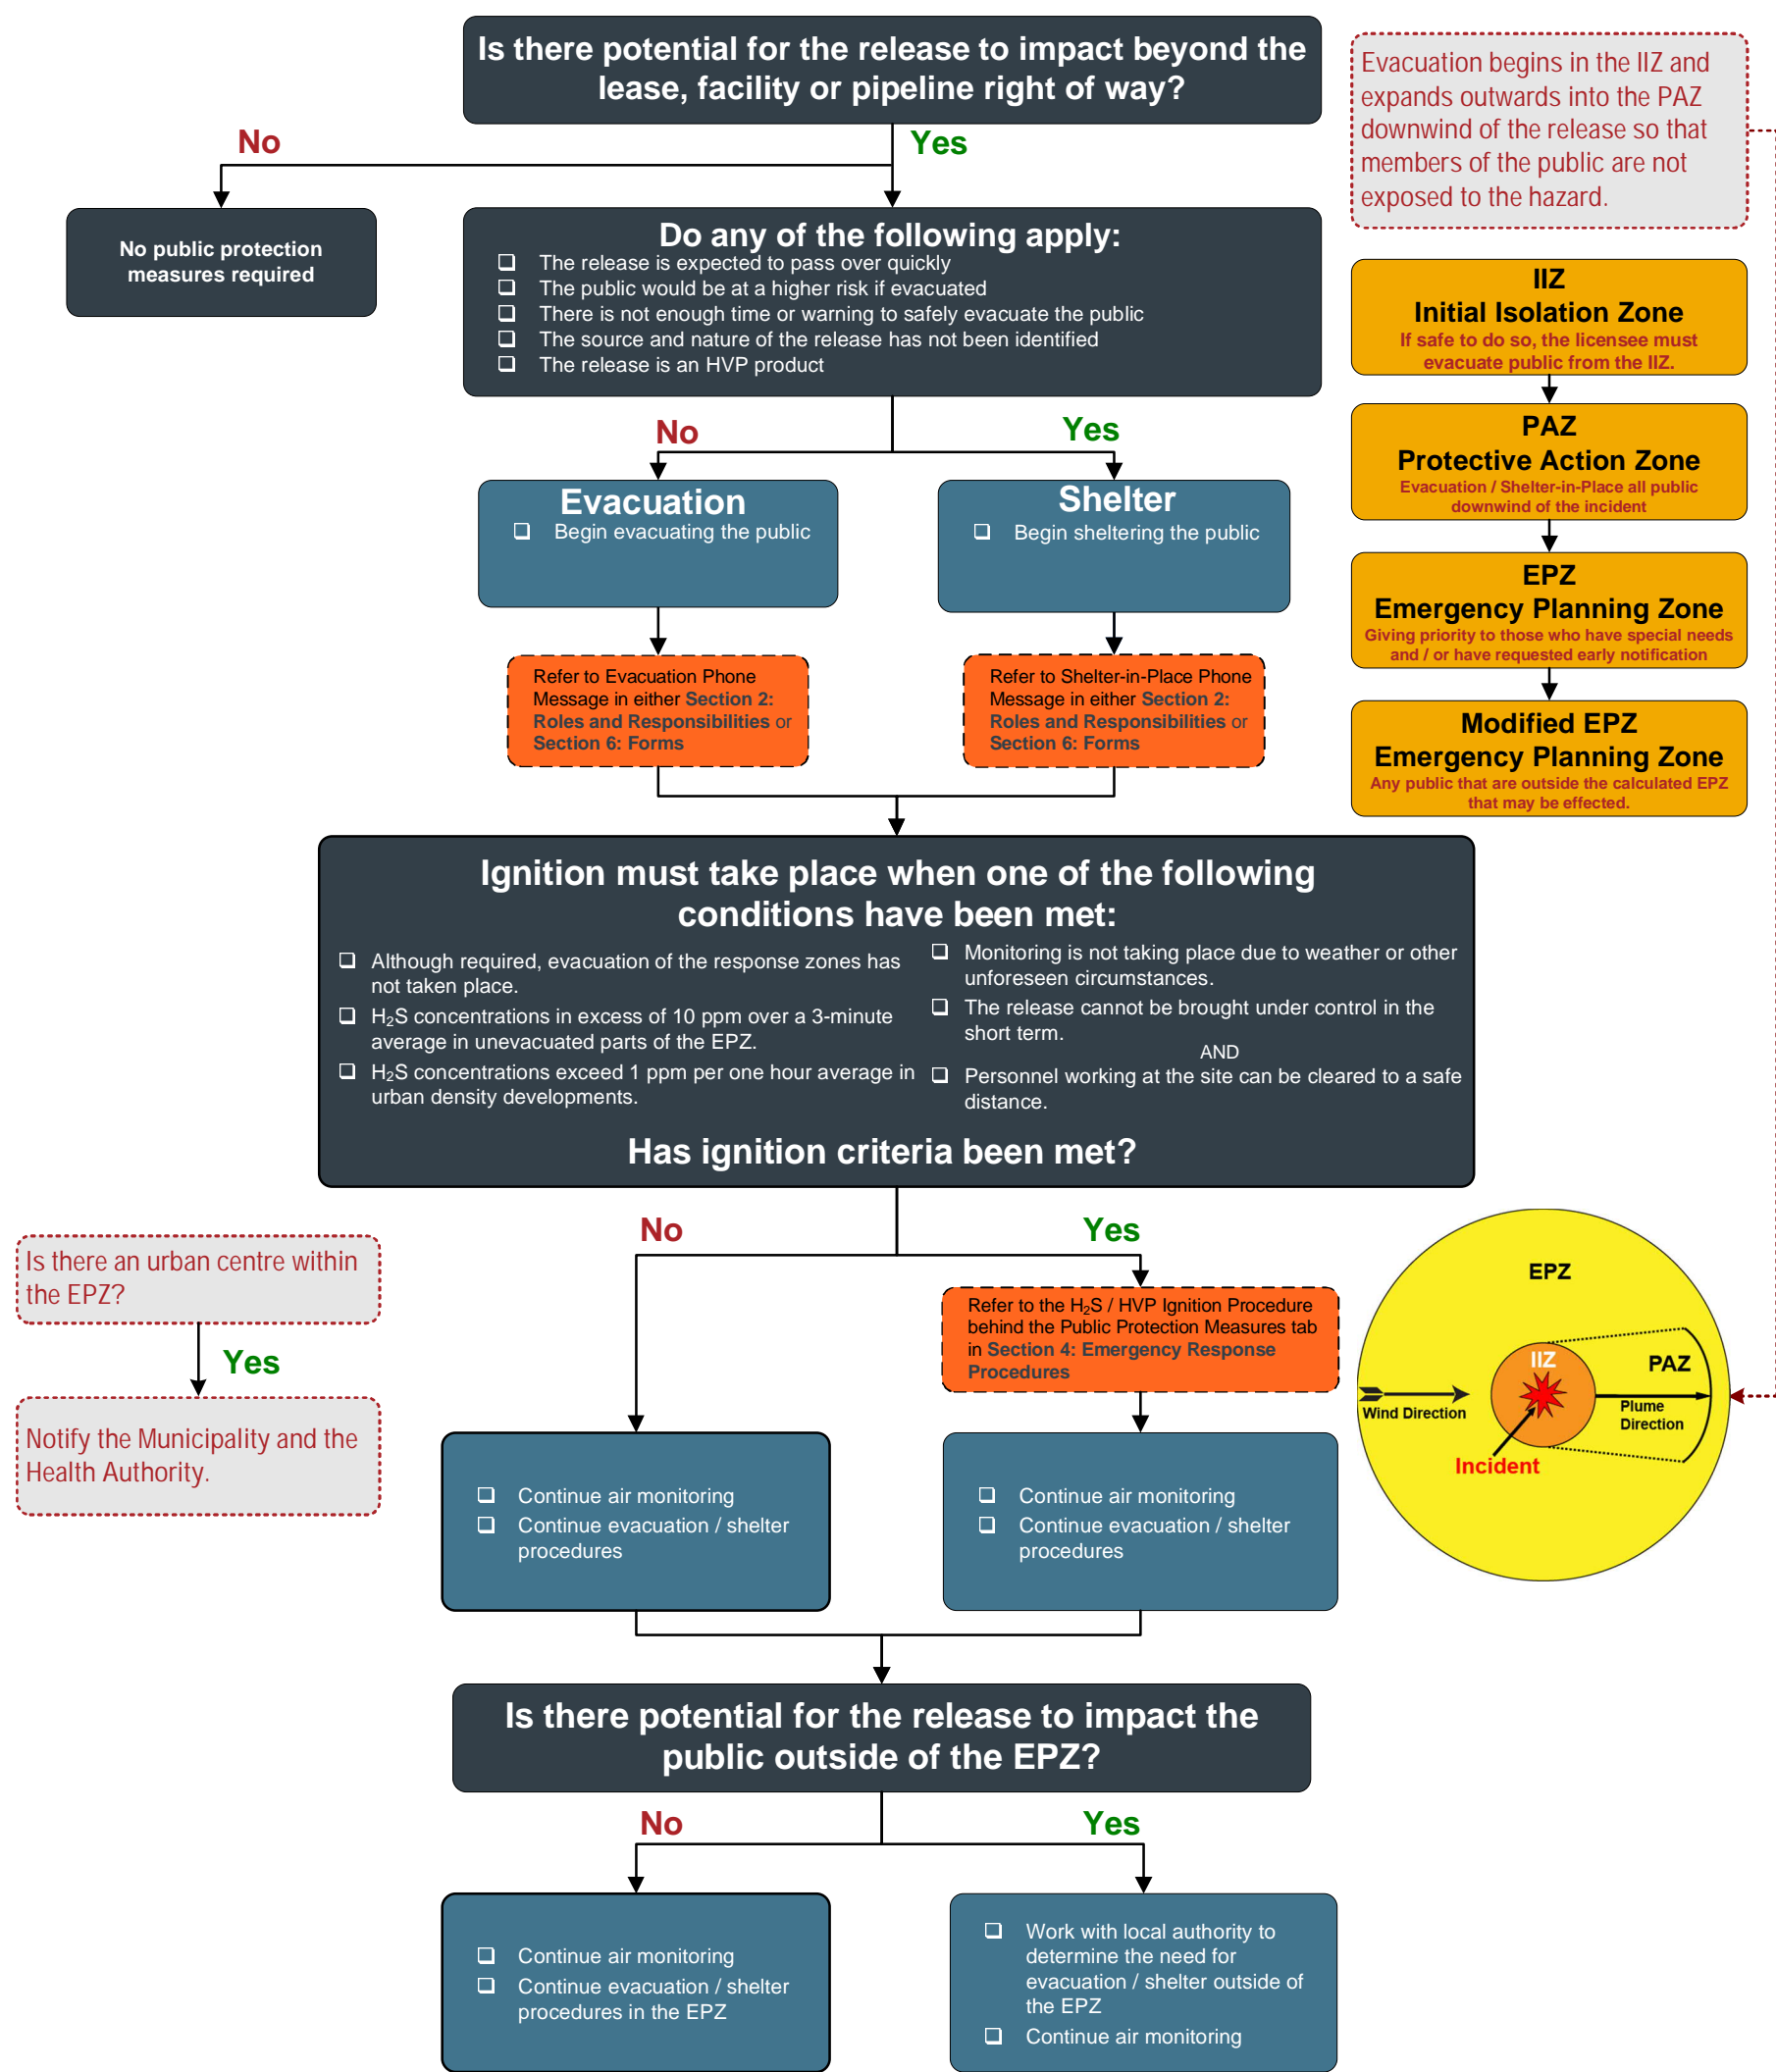 Is there potential for the release to impact beyond the
lease, facility or pipeline right of way?
No
Yes
No public protection
measures required
Do any of the following apply:
❑ The release is expected to pass over quickly
❑ The public would be at a higher risk if evacuated
❑ There is not enough time or warning to safely evacuate the public
❑ The source and nature of the release has not been identified
❑ The release is an HVP product
Evacuation begins in the IIZ and
expands outwards into the PAZ
downwind of the release so that
members of the public are not
exposed to the hazard.
IIZ
Initial Isolation Zone
If safe to do so, the licensee must
evacuate public from the IIZ.
PAZ
Protective Action Zone
Evacuation / Shelter-in-Place all public
downwind of the incident
EPZ
Emergency Planning Zone
Giving priority to those who have special needs
and / or have requested early notification
Modified EPZ
Emergency Planning Zone
Any public that are outside the calculated EPZ
that may be effected.
No
Yes
Evacuation
❑ Begin evacuating the public
Shelter
❑ Begin sheltering the public
Refer to Evacuation Phone
Message in either Section 2:
Roles and Responsibilities or
Section 6: Forms
Refer to Shelter-in-Place Phone
Message in either Section 2:
Roles and Responsibilities or
Section 6: Forms
Ignition must take place when one of the following
conditions have been met:
❑ Although required, evacuation of the response zones has
not taken place.
❑ H₂S concentrations in excess of 10 ppm over a 3-minute
average in unevacuated parts of the EPZ.
❑ H₂S concentrations exceed 1 ppm per one hour average in
urban density developments.
❑ Monitoring is not taking place due to weather or other
unforeseen circumstances.
❑ The release cannot be brought under control in the
short term.
AND
❑ Personnel working at the site can be cleared to a safe
distance.
Has ignition criteria been met?
No
Yes
Is there an urban centre within
the EPZ?
Yes
Notify the Municipality and the
Health Authority.
Refer to the H₂S / HVP Ignition Procedure
behind the Public Protection Measures tab
in Section 4: Emergency Response
Procedures
❑ Continue air monitoring
❑ Continue evacuation / shelter
procedures
❑ Continue air monitoring
❑ Continue evacuation / shelter
procedures
EPZ
IIZ
PAZ
Wind Direction
Plume
Direction
Incident
Is there potential for the release to impact the
public outside of the EPZ?
No
Yes
❑ Continue air monitoring
❑ Continue evacuation / shelter
procedures in the EPZ
❑ Work with local authority to
determine the need for
evacuation / shelter outside of
the EPZ
❑ Continue air monitoring